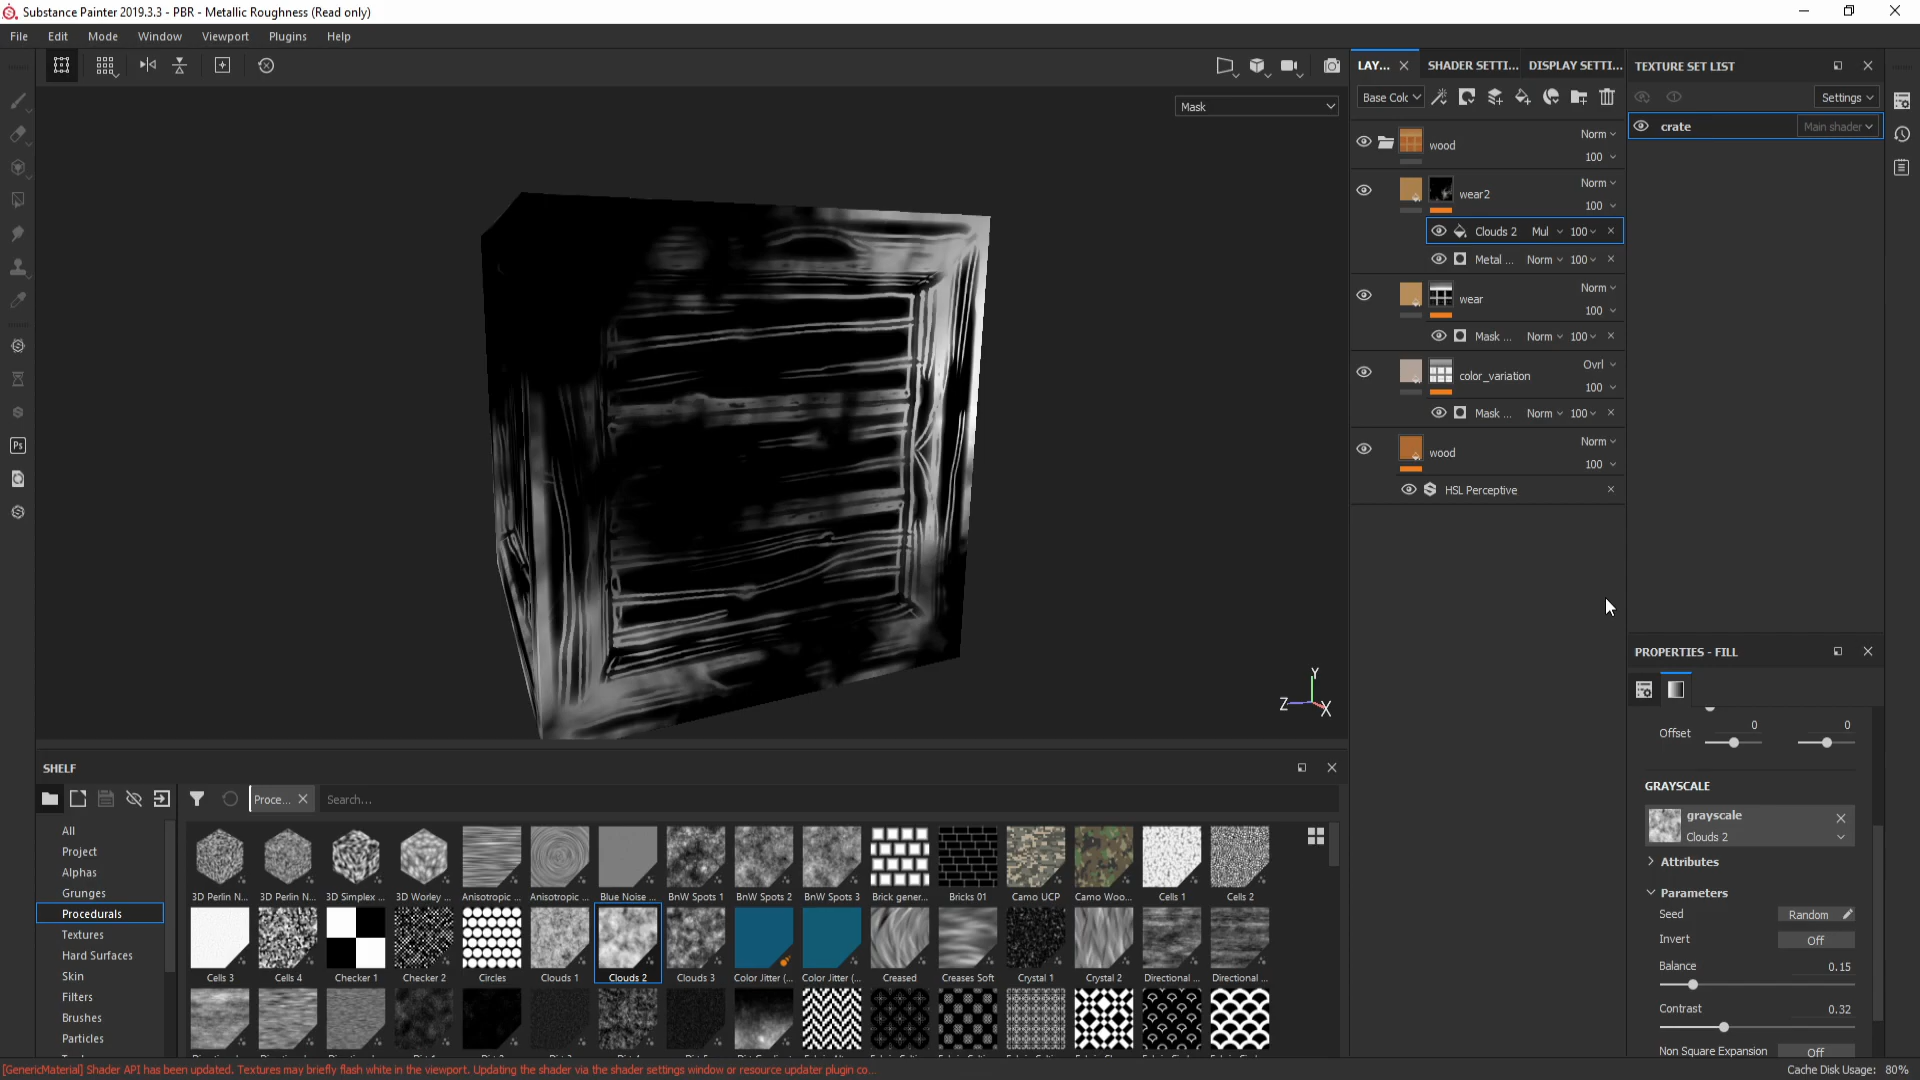 Substance Painter 2019.3.3 - PBR - Metallic Roughness (Read only)
File Edit Mode Window Viewport Plugins Help
LAY... SHADER SETTI... DISPLAY SETTI... TEXTURE SET LIST
Mask
Base Colo Settings
crate Main shader
wood Norm 100
wear2 Norm 100
Clouds 2 Mul 100
Metal ... Norm 100
wear Norm 100
Mask ... Norm 100
color_variation Ovrl 100
Mask ... Norm 100
wood Norm 100
HSL Perceptive
Y
Z X
PROPERTIES - FILL
Offset 0 0
GRAYSCALE
grayscale
Clouds 2
Attributes
Parameters
Seed Random
Invert Off
Balance 0.15
Contrast 0.32
Non Square Expansion Off
SHELF
Proce... Search...
All
Project
Alphas
Grunges
Procedurals
Textures
Hard Surfaces
Skin
Filters
Brushes
Particles
3D Perlin N... 3D Perlin N... 3D Simplex ... 3D Worley ... Anisotropic ... Anisotropic ... Blue Noise ... BnW Spots 1 BnW Spots 2 BnW Spots 3 Brick gener... Bricks 01 Camo UCP Camo Woo... Cells 1 Cells 2
Cells 3 Cells 4 Checker 1 Checker 2 Circles Clouds 1 Clouds 2 Clouds 3 Color Jitter (... Color Jitter (... Creased Creases Soft Crystal 1 Crystal 2 Directional ... Directional ...
Ps
[GenericMaterial] Shader API has been updated. Textures may briefly flash white in the viewport. Updating the shader via the shader settings window or resource updater plugin co...
Cache Disk Usage: 80%